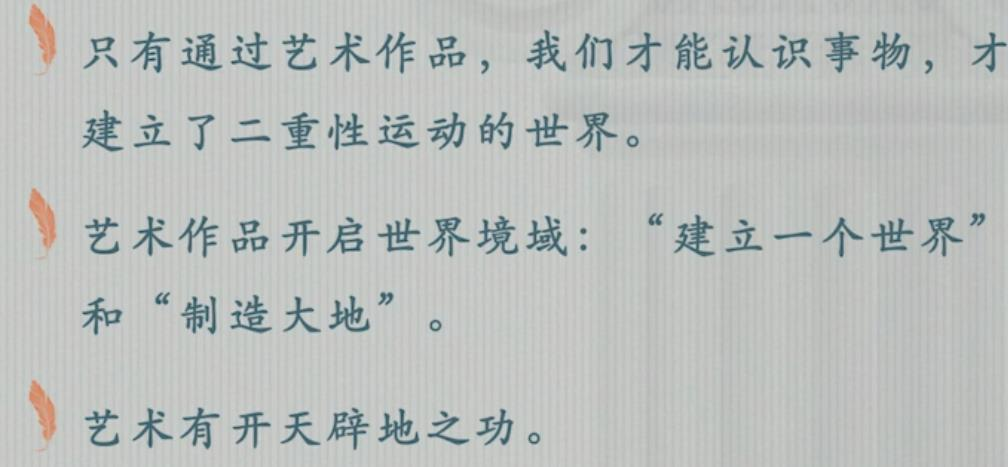 只有通过艺术作品，我们才能认识事物，才
建立了二重性运动的世界。
艺术作品开启世界境域：“建立一个世界”
和“制造大地”。
艺术有开天辟地之功。